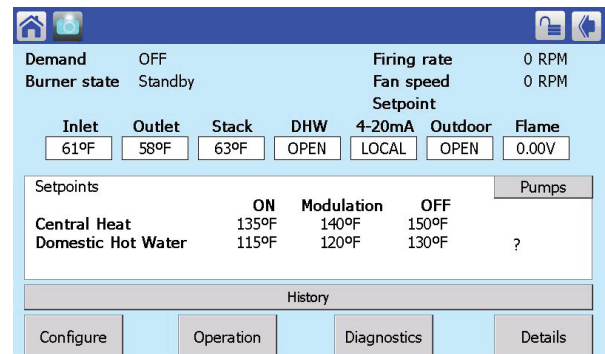 Demand OFF Firing rate 0 RPM
Burner state Standby Fan speed 0 RPM
Setpoint
Inlet Outlet Stack DHW 4-20mA Outdoor Flame
61ºF 58ºF 63ºF OPEN LOCAL OPEN 0.00V
Setpoints Pumps
ON Modulation OFF
Central Heat 135ºF 140ºF 150ºF
Domestic Hot Water 115ºF 120ºF 130ºF ?
History
Configure Operation Diagnostics Details